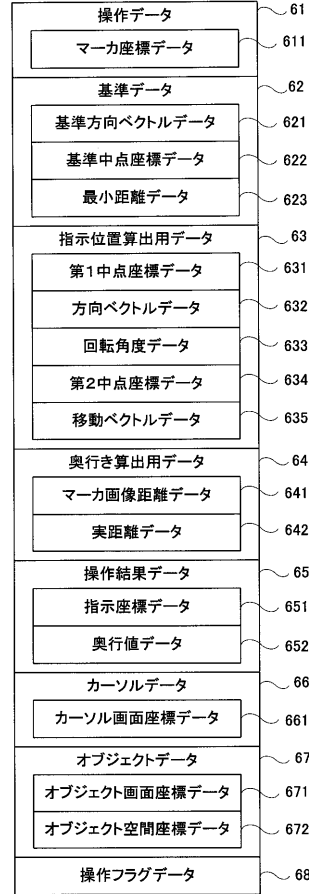 操作データ 61
マーカ座標データ 611
基準データ 62
基準方向ベクトルデータ 621
基準中点座標データ 622
最小距離データ 623
指示位置算出用データ 63
第1中点座標データ 631
方向ベクトルデータ 632
回転角度データ 633
第2中点座標データ 634
移動ベクトルデータ 635
奥行き算出用データ 64
マーカ画像距離データ 641
実距離データ 642
操作結果データ 65
指示座標データ 651
奥行値データ 652
カーソルデータ 66
カーソル画面座標データ 661
オブジェクトデータ 67
オブジェクト画面座標データ 671
オブジェクト空間座標データ 672
操作フラグデータ 68